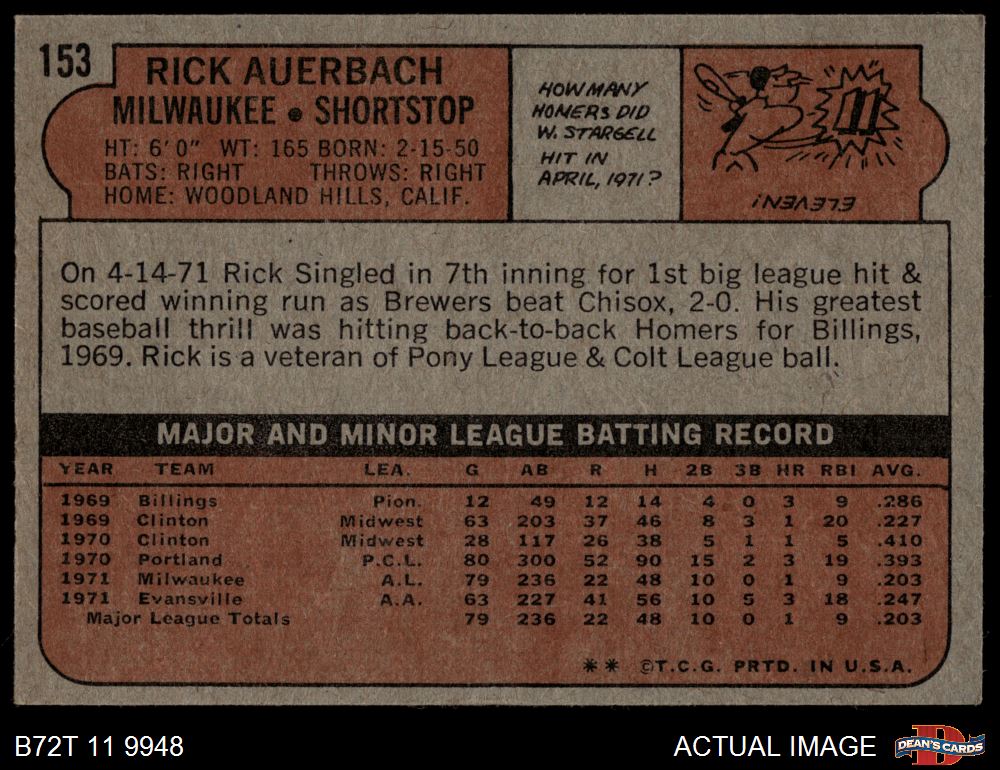 153
RICK AUERBACH
MILWAUKEE • SHORTSTOP
HT: 6'0" WT: 165 BORN: 2-15-50
BATS: RIGHT THROWS: RIGHT
HOME: WOODLAND HILLS, CALIF.
HOW MANY
HOMERS DID
W. STARGELL
HIT IN
APRIL, 1971?
11
ELEVEN!
On 4-14-71 Rick Singled in 7th inning for 1st big league hit &
scored winning run as Brewers beat Chisox, 2-0. His greatest
baseball thrill was hitting back-to-back Homers for Billings,
1969. Rick is a veteran of Pony League & Colt League ball.
MAJOR AND MINOR LEAGUE BATTING RECORD
YEAR TEAM LEA. G AB R H 2B 3B HR RBI AVG.
1969 Billings Pion. 12 49 12 14 4 0 3 9 .286
1969 Clinton Midwest 63 203 37 46 8 3 1 20 .227
1970 Clinton Midwest 28 117 26 38 5 1 1 5 .410
1970 Portland P.C.L. 80 300 52 90 15 2 3 19 .393
1971 Milwaukee A.L. 79 236 22 48 10 0 1 9 .203
1971 Evansville A.A. 63 227 41 56 10 5 3 18 .247
Major League Totals 79 236 22 48 10 0 1 9 .203
** ©T.C.G. PRTD. IN U.S.A.
B72T 11 9948
ACTUAL IMAGE
D
DEAN'S CARDS